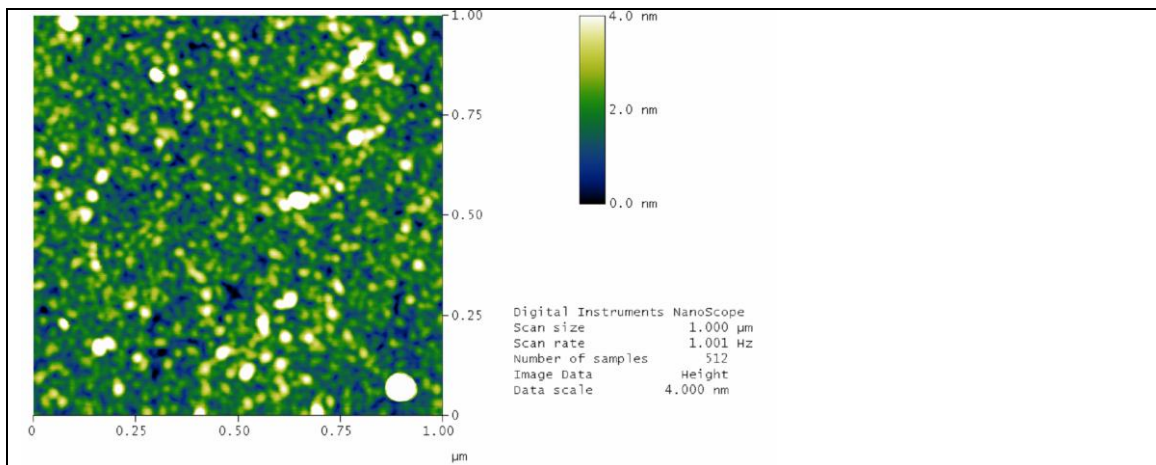 1.00
4.0 nm
0.75
2.0 nm
0.50
0.0 nm
0.25
Digital Instruments NanoScope
Scan size 1.000 µm
Scan rate 1.001 Hz
Number of samples 512
Image Data Height
Data scale 4.000 nm
0
0 0.25 0.50 0.75 1.00
µm